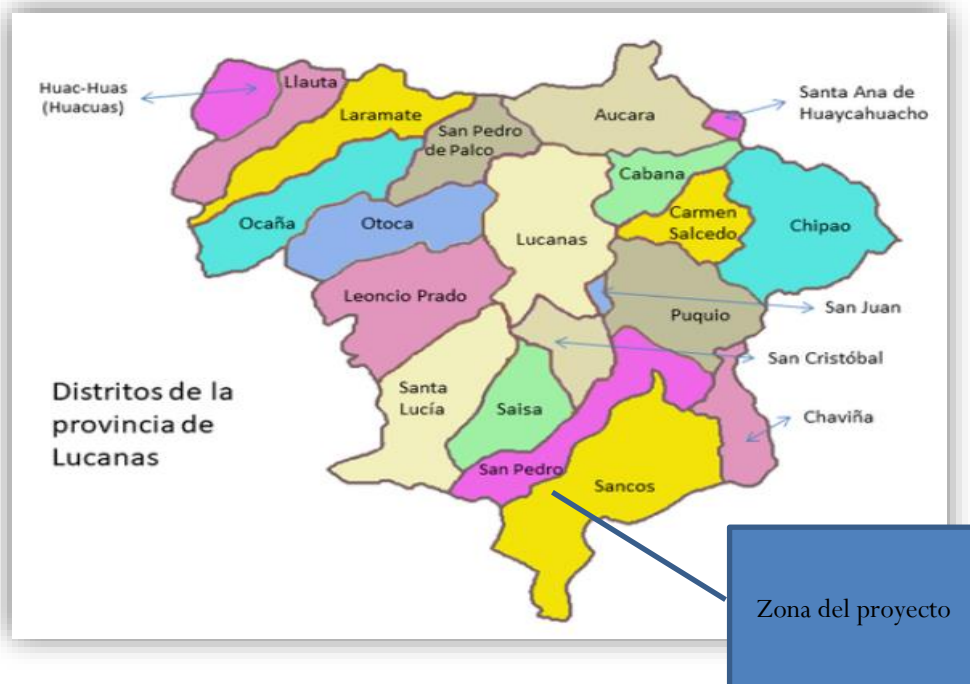 Huac-Huas
(Huacuas)
Llauta
Laramate
San Pedro
de Palco
Aucara
Santa Ana de
Huaycahuacho
Cabana
Carmen
Salcedo
Chipao
Ocaña
Otoca
Lucanas
Leoncio Prado
Puquio
San Juan
San Cristóbal
Santa
Lucía
Saisa
Chaviña
Distritos de la
provincia de
Lucanas
San Pedro
Sancos
Zona del proyecto